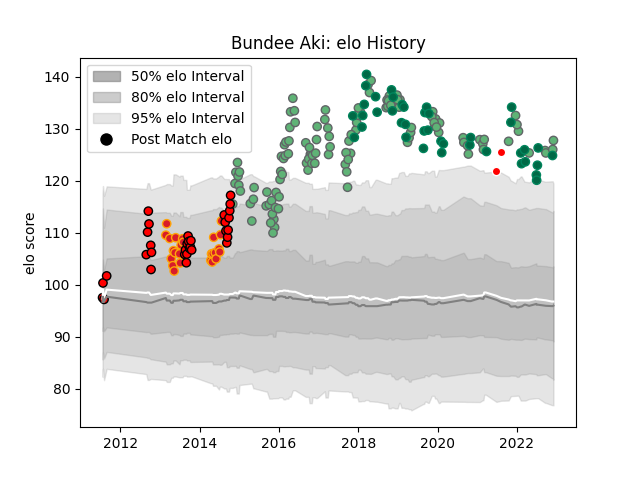 Bundee Aki: elo History
50% elo Interval
80% elo Interval
95% elo Interval
Post Match elo
elo score
140
130
120
110
100
90
80
2012
2014
2016
2018
2020
2022